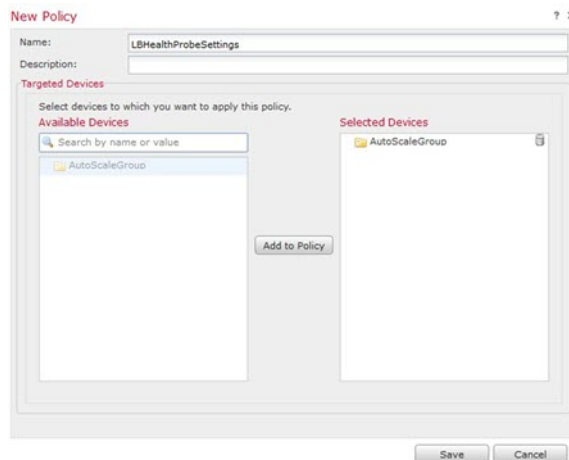 New Policy
?
Name:
LBHealthProbeSettings
Description:
Targeted Devices
Select devices to which you want to apply this policy.
Available Devices
Selected Devices
Search by name or value
AutoScaleGroup
AutoScaleGroup
Add to Policy
Save
Cancel